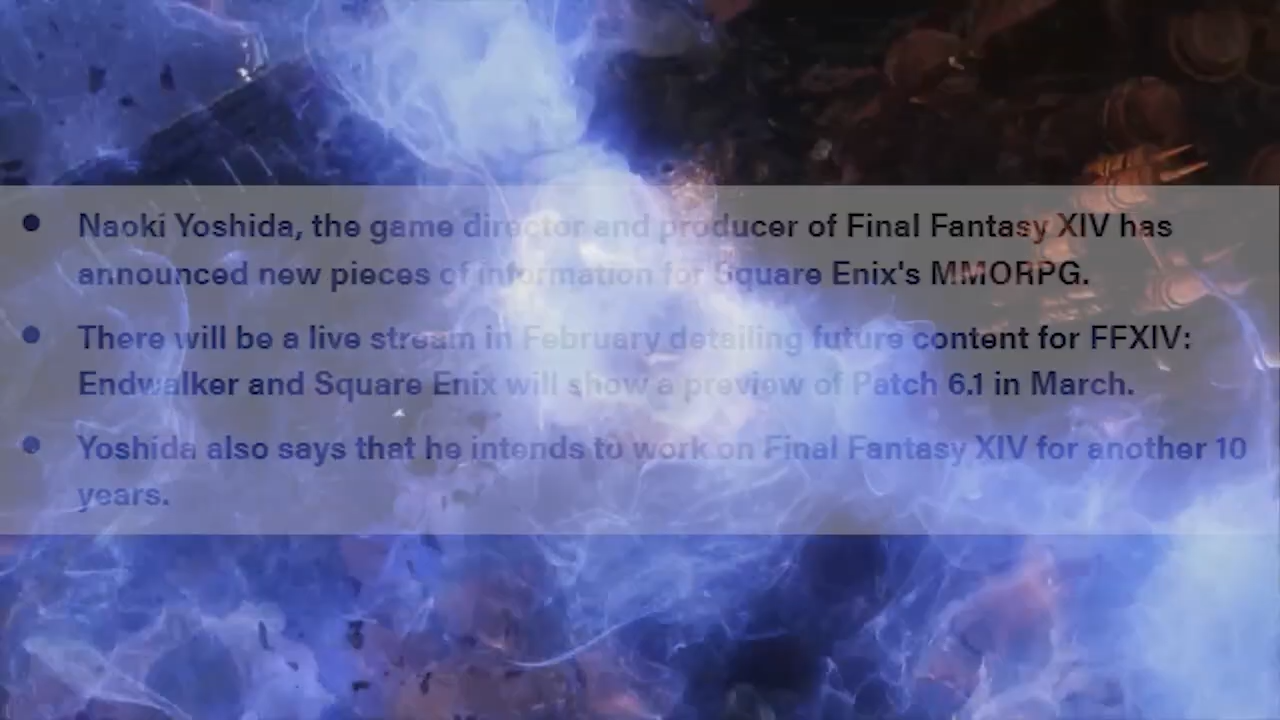 • Naoki Yoshida, the game director and producer of Final Fantasy XIV has
announced new pieces of information for Square Enix's MMORPG.
• There will be a live stream in February detailing future content for FFXIV:
Endwalker and Square Enix will show a preview of Patch 6.1 in March.
• Yoshida also says that he intends to work on Final Fantasy XIV for another 10
years.